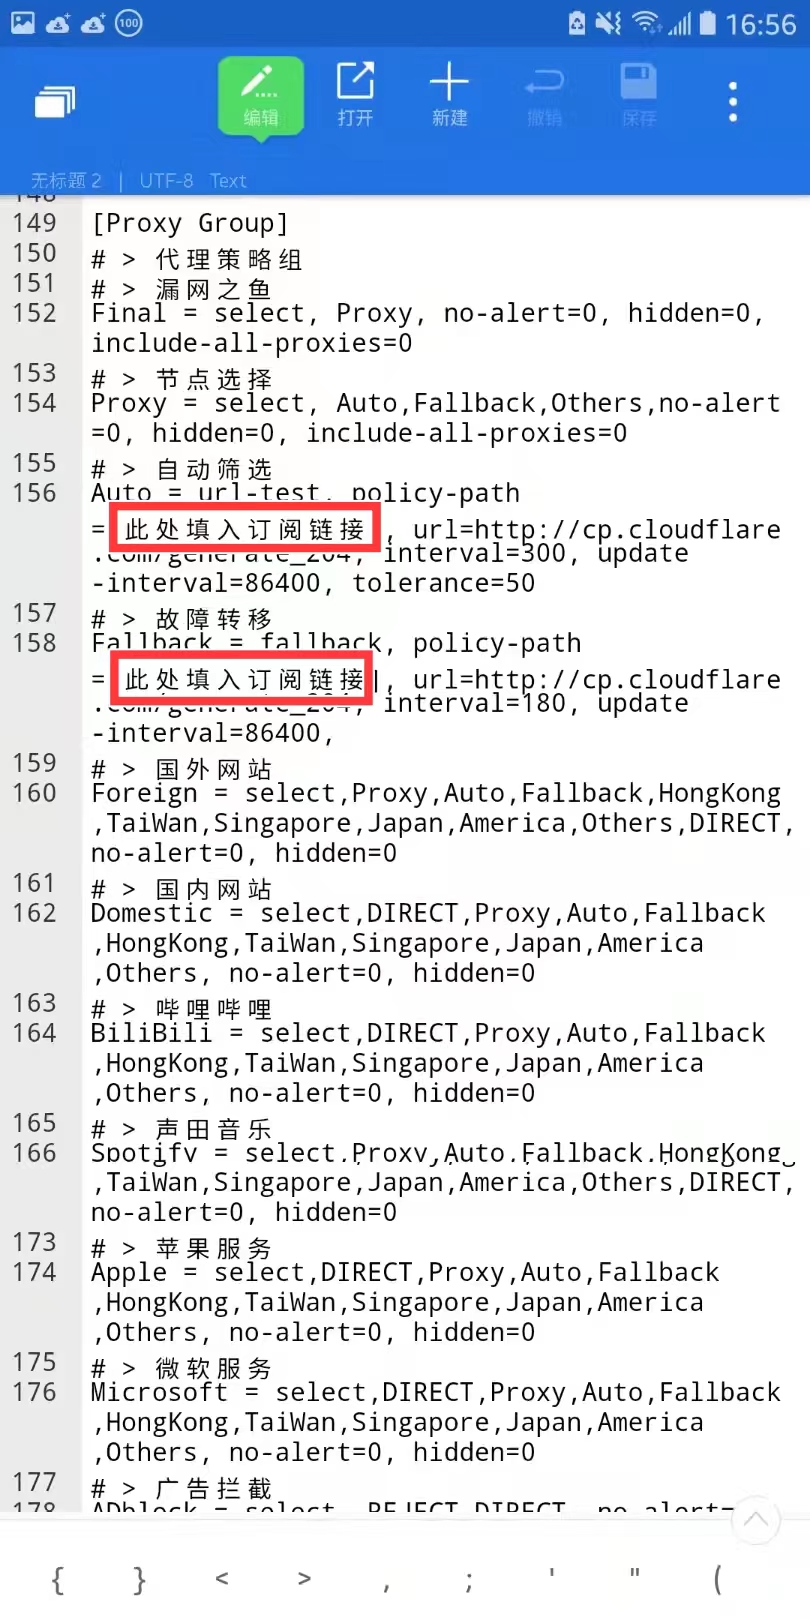 100
16:56
编辑
打开
新建
撤销
保存
无标题 2 | UTF-8 Text
148
149 [Proxy Group]
150 # > 代理策略组
151 # > 漏网之鱼
152 Final = select, Proxy, no-alert=0, hidden=0,
include-all-proxies=0
153 # > 节点选择
154 Proxy = select, Auto,Fallback,Others,no-alert
=0, hidden=0, include-all-proxies=0
155 # > 自动筛选
156 Auto = url-test, policy-path
= 此处填入订阅链接, url=http://cp.cloudflare
.com/generate_204, interval=300, update
-interval=86400, tolerance=50
157 # > 故障转移
158 Fallback = fallback, policy-path
= 此处填入订阅链接, url=http://cp.cloudflare
.com/generate_204, interval=180, update
-interval=86400,
159 # > 国外网站
160 Foreign = select,Proxy,Auto,Fallback,HongKong
,TaiWan,Singapore,Japan,America,Others,DIRECT,
no-alert=0, hidden=0
161 # > 国内网站
162 Domestic = select,DIRECT,Proxy,Auto,Fallback
,HongKong,TaiWan,Singapore,Japan,America
,Others, no-alert=0, hidden=0
163 # > 哔哩哔哩
164 BiliBili = select,DIRECT,Proxy,Auto,Fallback
,HongKong,TaiWan,Singapore,Japan,America
,Others, no-alert=0, hidden=0
165 # > 声田音乐
166 Spotify = select,Proxy,Auto,Fallback,HongKong
,TaiWan,Singapore,Japan,America,Others,DIRECT,
no-alert=0, hidden=0
173 # > 苹果服务
174 Apple = select,DIRECT,Proxy,Auto,Fallback
,HongKong,TaiWan,Singapore,Japan,America
,Others, no-alert=0, hidden=0
175 # > 微软服务
176 Microsoft = select,DIRECT,Proxy,Auto,Fallback
,HongKong,TaiWan,Singapore,Japan,America
,Others, no-alert=0, hidden=0
177 # > 广告拦截
178 ADblock = select, REJECT,DIRECT, no-alert=
{ } < > , ; ' " (